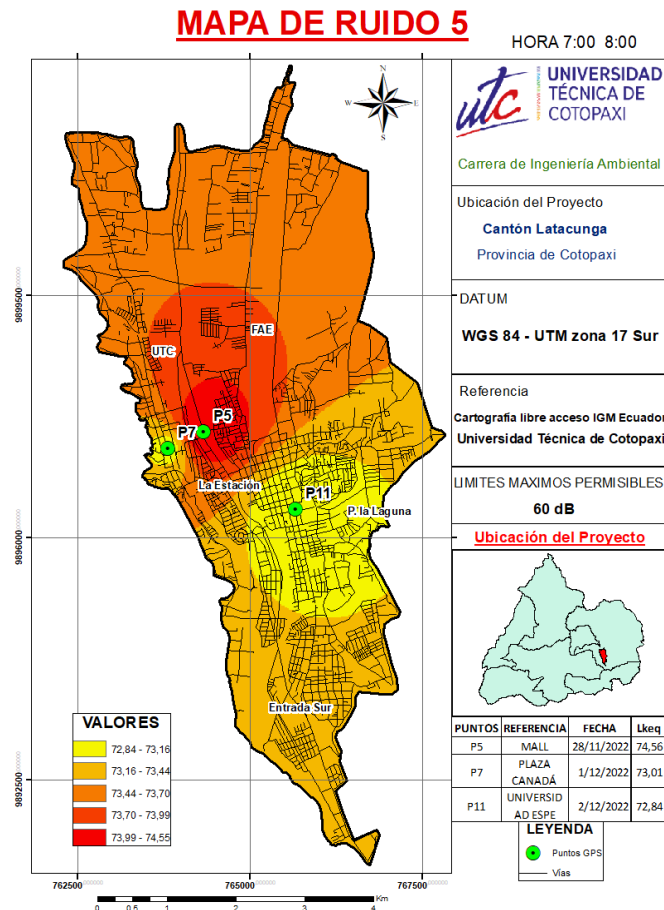 MAPA DE RUIDO 5
HORA 7:00 8:00
N
W E
S
utc
UNIVERSIDAD
TÉCNICA DE
COTOPAXI
Carrera de Ingeniería Ambiental
Ubicación del Proyecto
Cantón Latacunga
Provincia de Cotopaxi
DATUM
WGS 84 - UTM zona 17 Sur
Referencia
Cartografía libre acceso IGM Ecuador
Universidad Técnica de Cotopaxi
LIMITES MAXIMOS PERMISIBLES
60 dB
Ubicación del Proyecto
PUNTOS REFERENCIA FECHA Lkeq
P5 MALL 28/11/2022 74,56
P7 PLAZA CANADÁ 1/12/2022 73,01
P11 UNIVERSID AD ESPE 2/12/2022 72,84
LEYENDA
Puntos GPS
Vías
FAE
UTC
P5
P7
La Estación
P11
P. la Laguna
Entrada Sur
VALORES
72,84 - 73,16
73,16 - 73,44
73,44 - 73,70
73,70 - 73,99
73,99 - 74,55
9899500
9896000
9892500
762500 765000 767500
0 0,5 1 2 3 4 Km